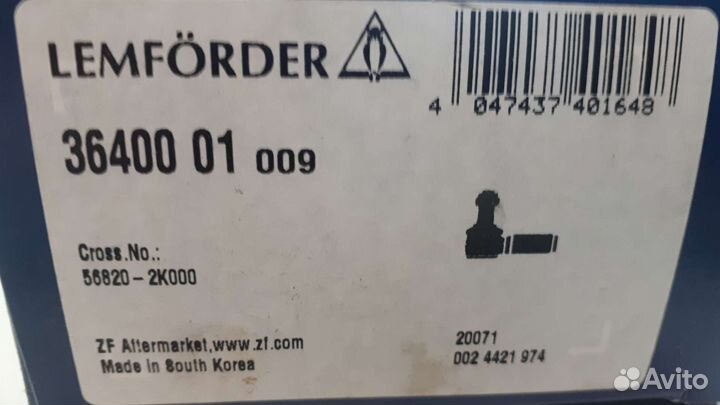 LEMFÖRDER
4 047437 401648
36400 01 009
Cross.No.:
56820-2K000
ZF Aftermarket,www.zf.com
Made in South Korea
20071
002 4421 974
Avito